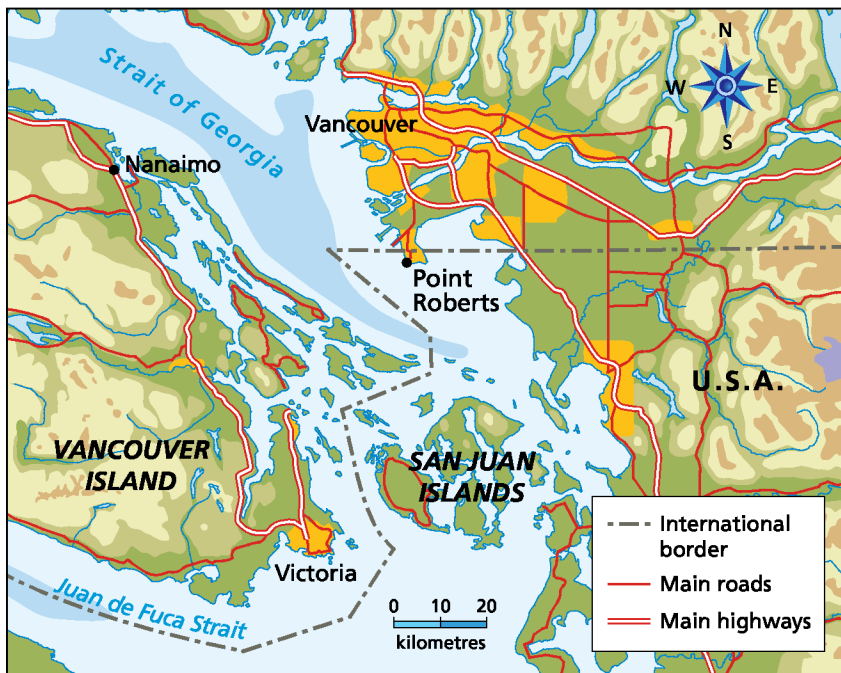 N
W
E
S
Strait of Georgia
Vancouver
Nanaimo
Point
Roberts
U.S.A.
VANCOUVER
ISLAND
SAN JUAN
ISLANDS
Victoria
Juan de Fuca Strait
0 10 20
kilometres
International
border
Main roads
Main highways